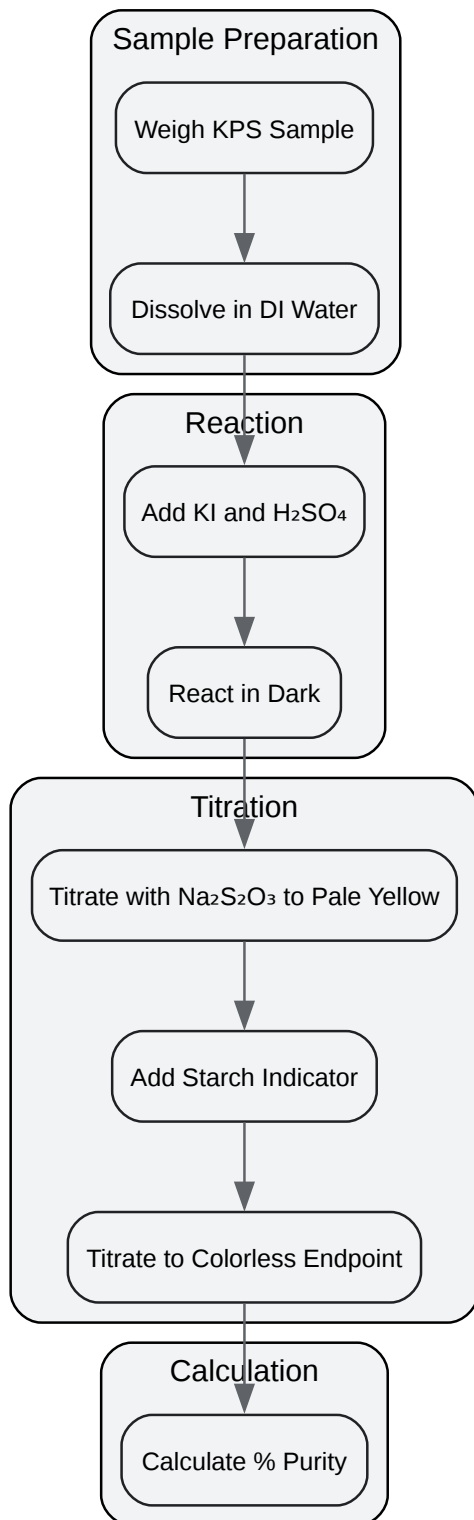 Sample Preparation
Weigh KPS Sample
Dissolve in DI Water
Reaction
Add KI and H₂SO₄
React in Dark
Titration
Titrate with Na₂S₂O₃ to Pale Yellow
Add Starch Indicator
Titrate to Colorless Endpoint
Calculation
Calculate % Purity